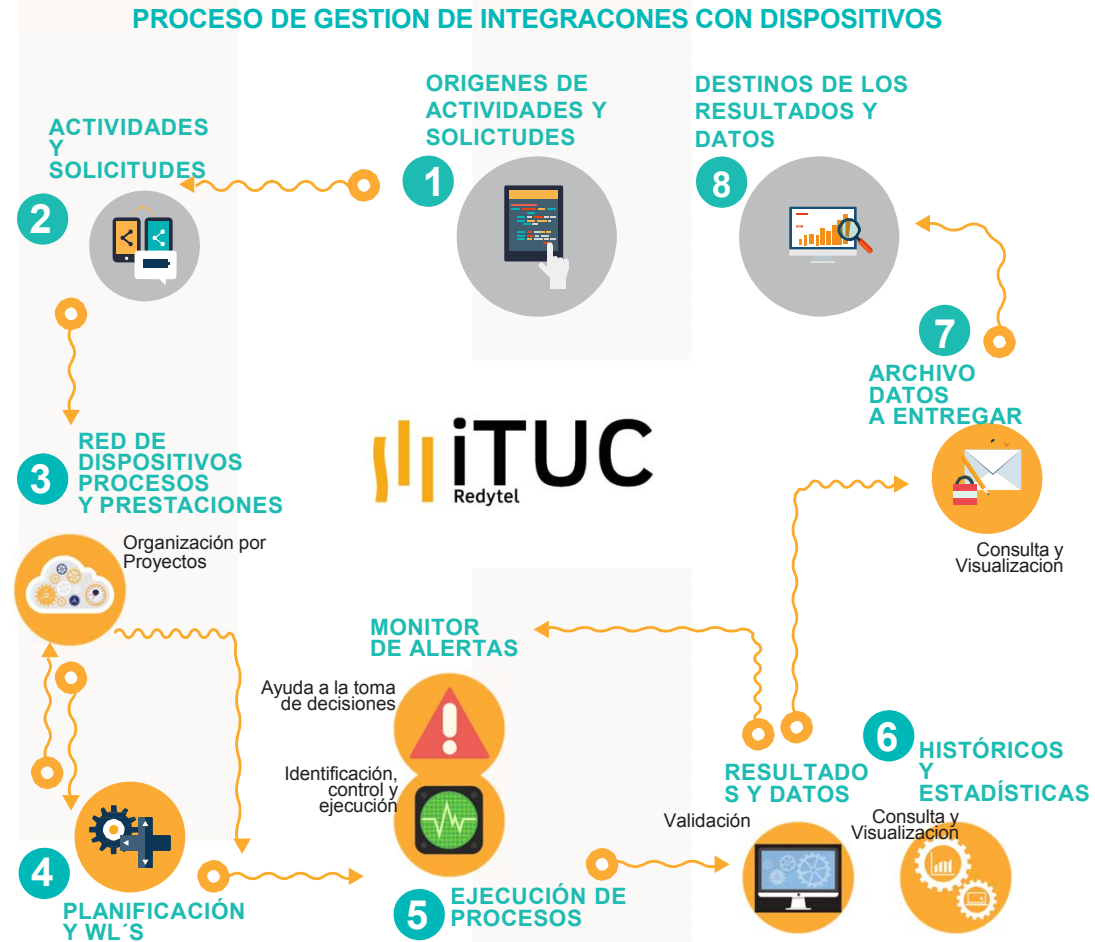 PROCESO DE GESTION DE INTEGRACONES CON DISPOSITIVOS
ORIGENES DE
ACTIVIDADES Y
SOLICTUDES
1
DESTINOS DE LOS
RESULTADOS Y
DATOS
8
ACTIVIDADES
Y
SOLICITUDES
2
7
ARCHIVO
DATOS
A ENTREGAR
Consulta y
Visualizacion
iTUC
Redytel
RED DE
DISPOSITIVOS
PROCESOS
Y PRESTACIONES
3
Organización por
Proyectos
MONITOR
DE ALERTAS
Ayuda a la toma
de decisiones
Identificación,
control y
ejecución
4
PLANIFICACIÓN
Y WL´S
5
EJECUCIÓN DE
PROCESOS
RESULTADO
S Y DATOS
Validación
6
HISTÓRICOS
Y
ESTADÍSTICAS
Consulta y
Visualizacion